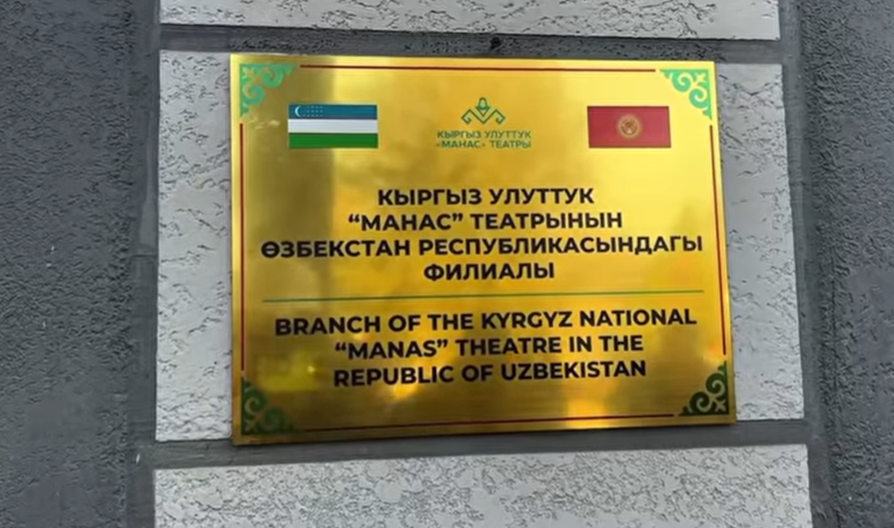 КЫРГЫЗ УЛУТТУК
«МАНАС» ТЕАТРЫ
КЫРГЫЗ УЛУТТУК
“МАНАС” ТЕАТРЫНЫН
ӨЗБЕКСТАН РЕСПУБЛИКАСЫНДАГЫ
ФИЛИАЛЫ
BRANCH OF THE KYRGYZ NATIONAL
“MANAS” THEATRE IN THE
REPUBLIC OF UZBEKISTAN